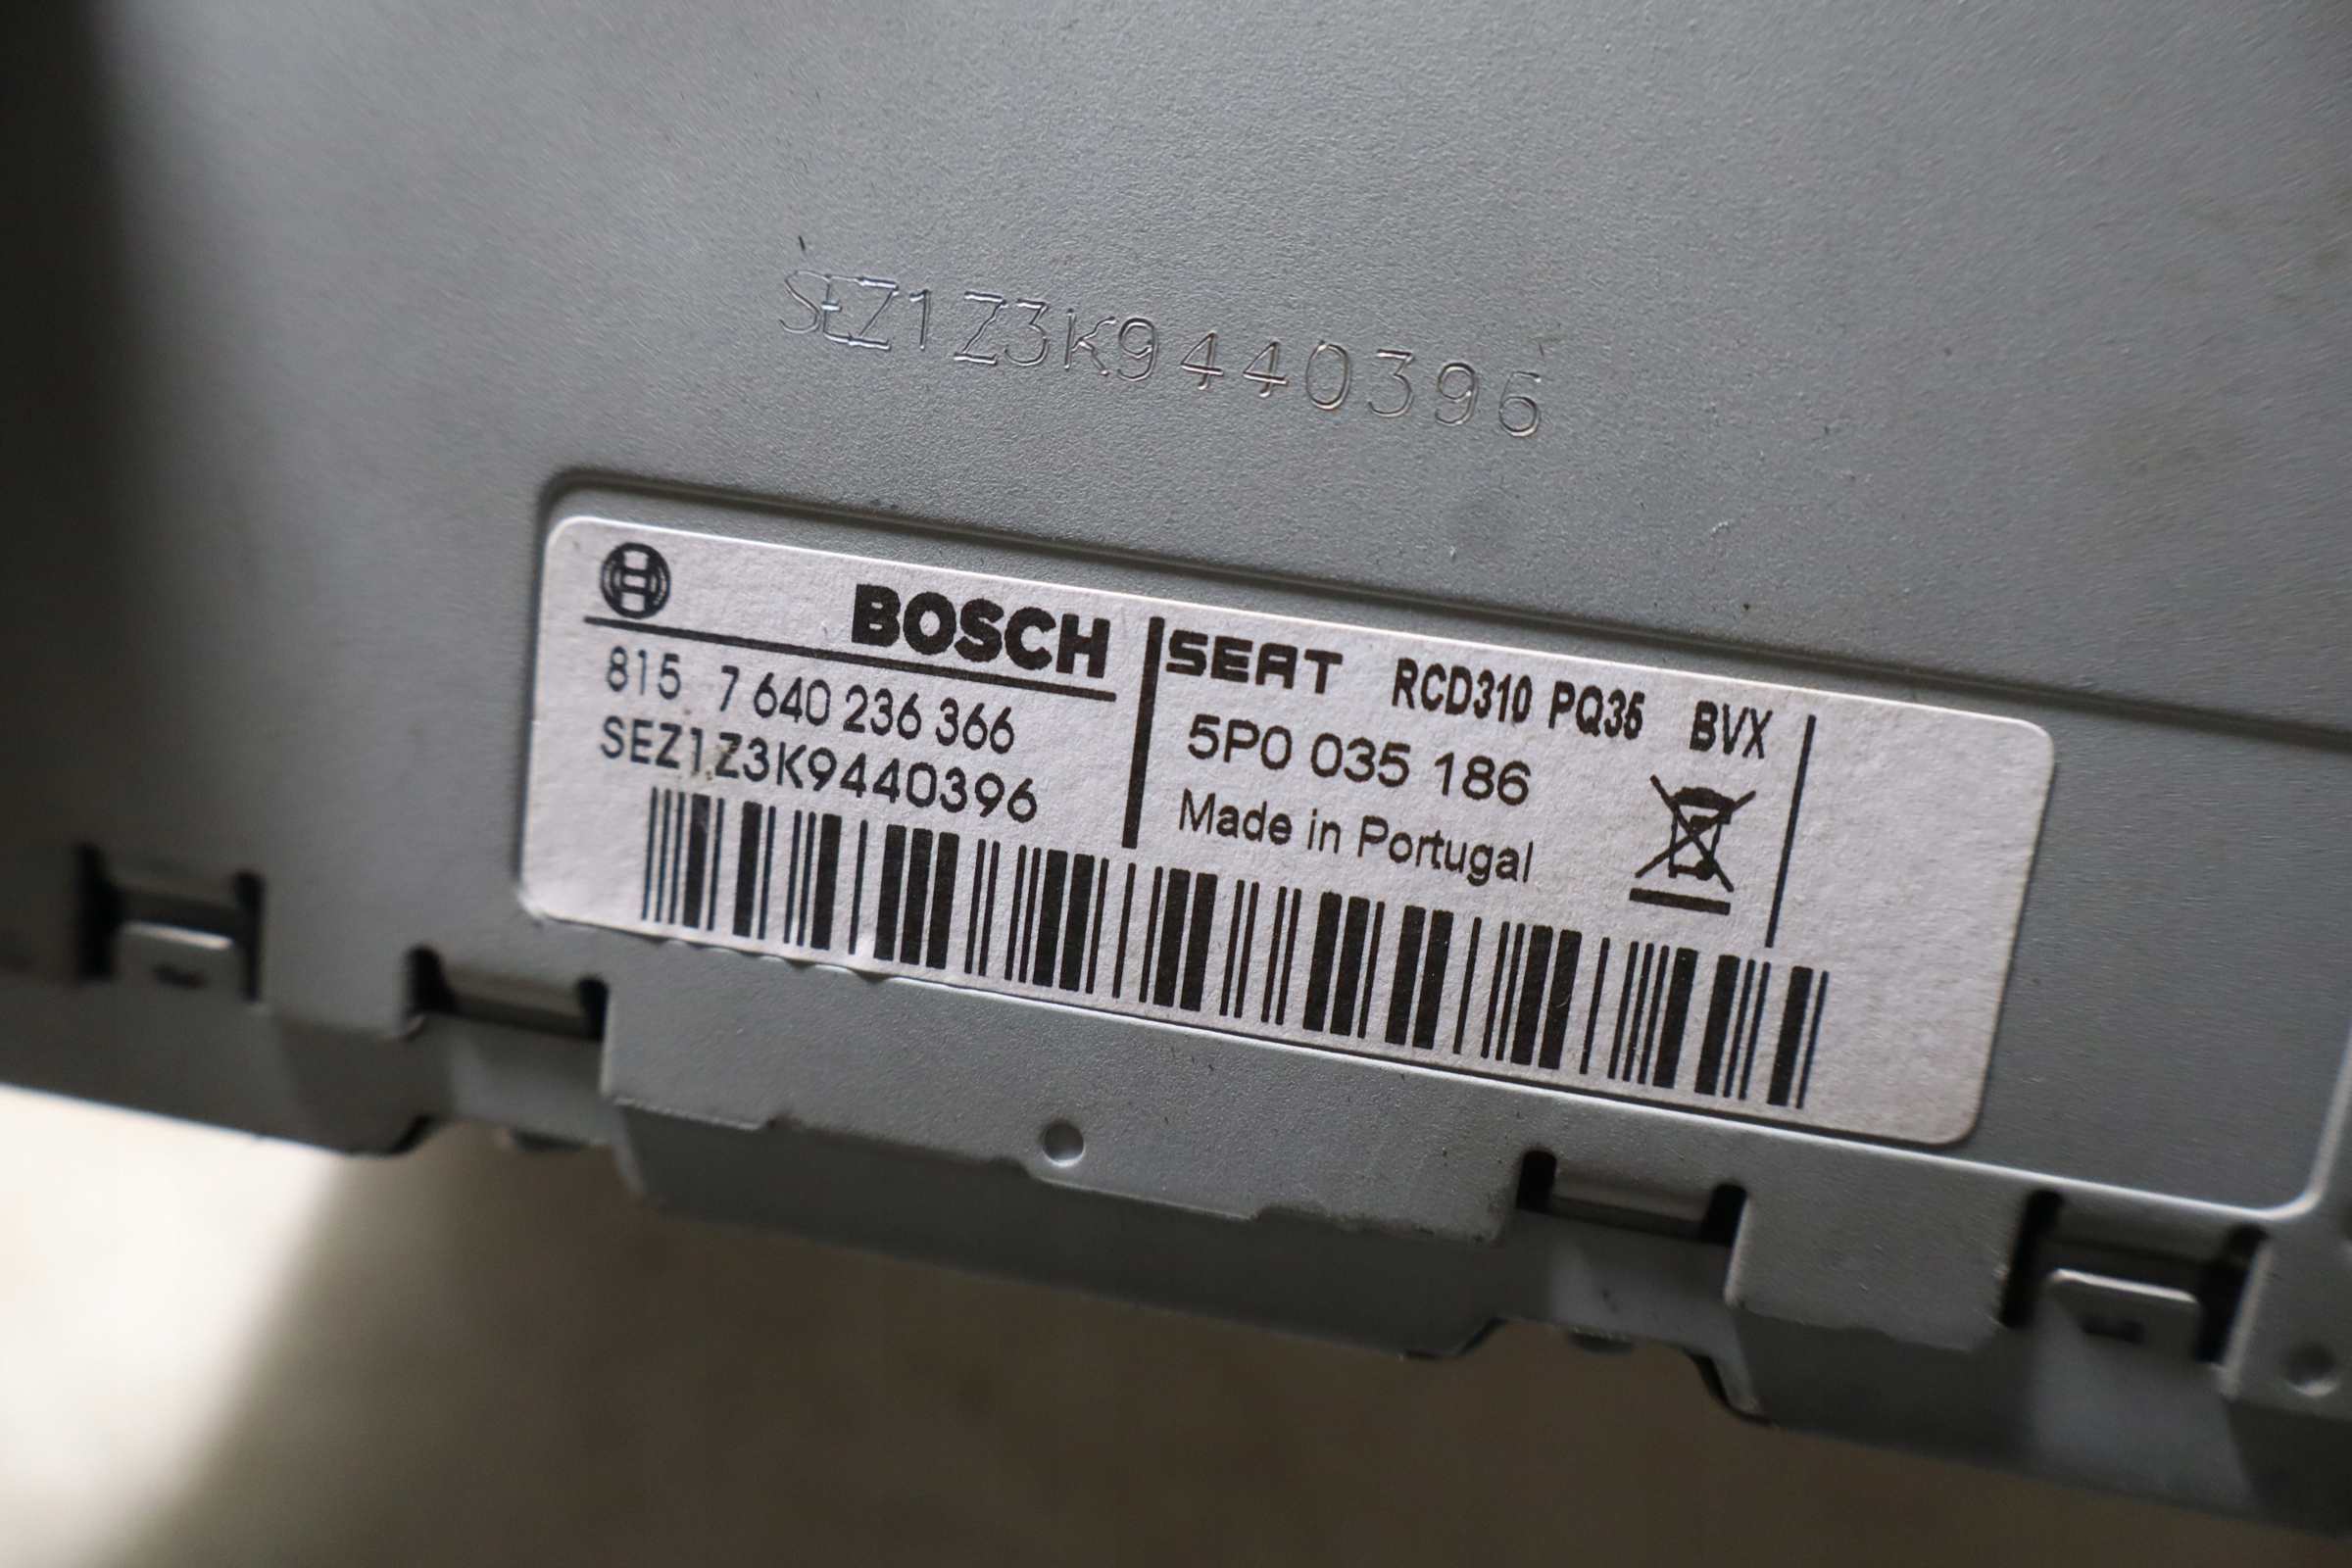 SEZ1Z3K9440396
BOSCH
815 7 640 236 366
SEZ1Z3K9440396
SEAT RCD310 PQ35 BVX
5P0 035 186
Made in Portugal